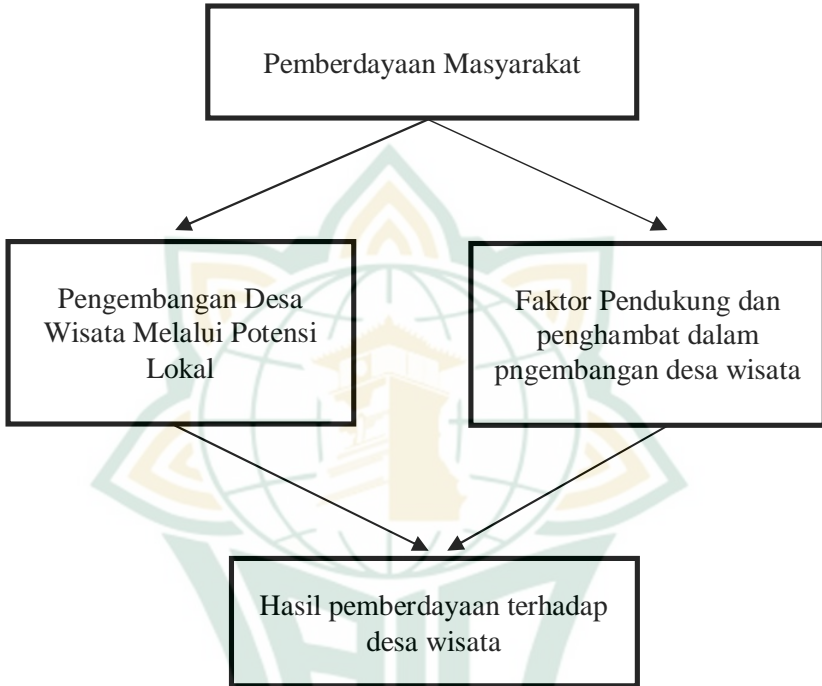 Pemberdayaan Masyarakat
Pengembangan Desa
Wisata Melalui Potensi
Lokal
Faktor Pendukung dan
penghambat dalam
pngembangan desa wisata
Hasil pemberdayaan terhadap
desa wisata